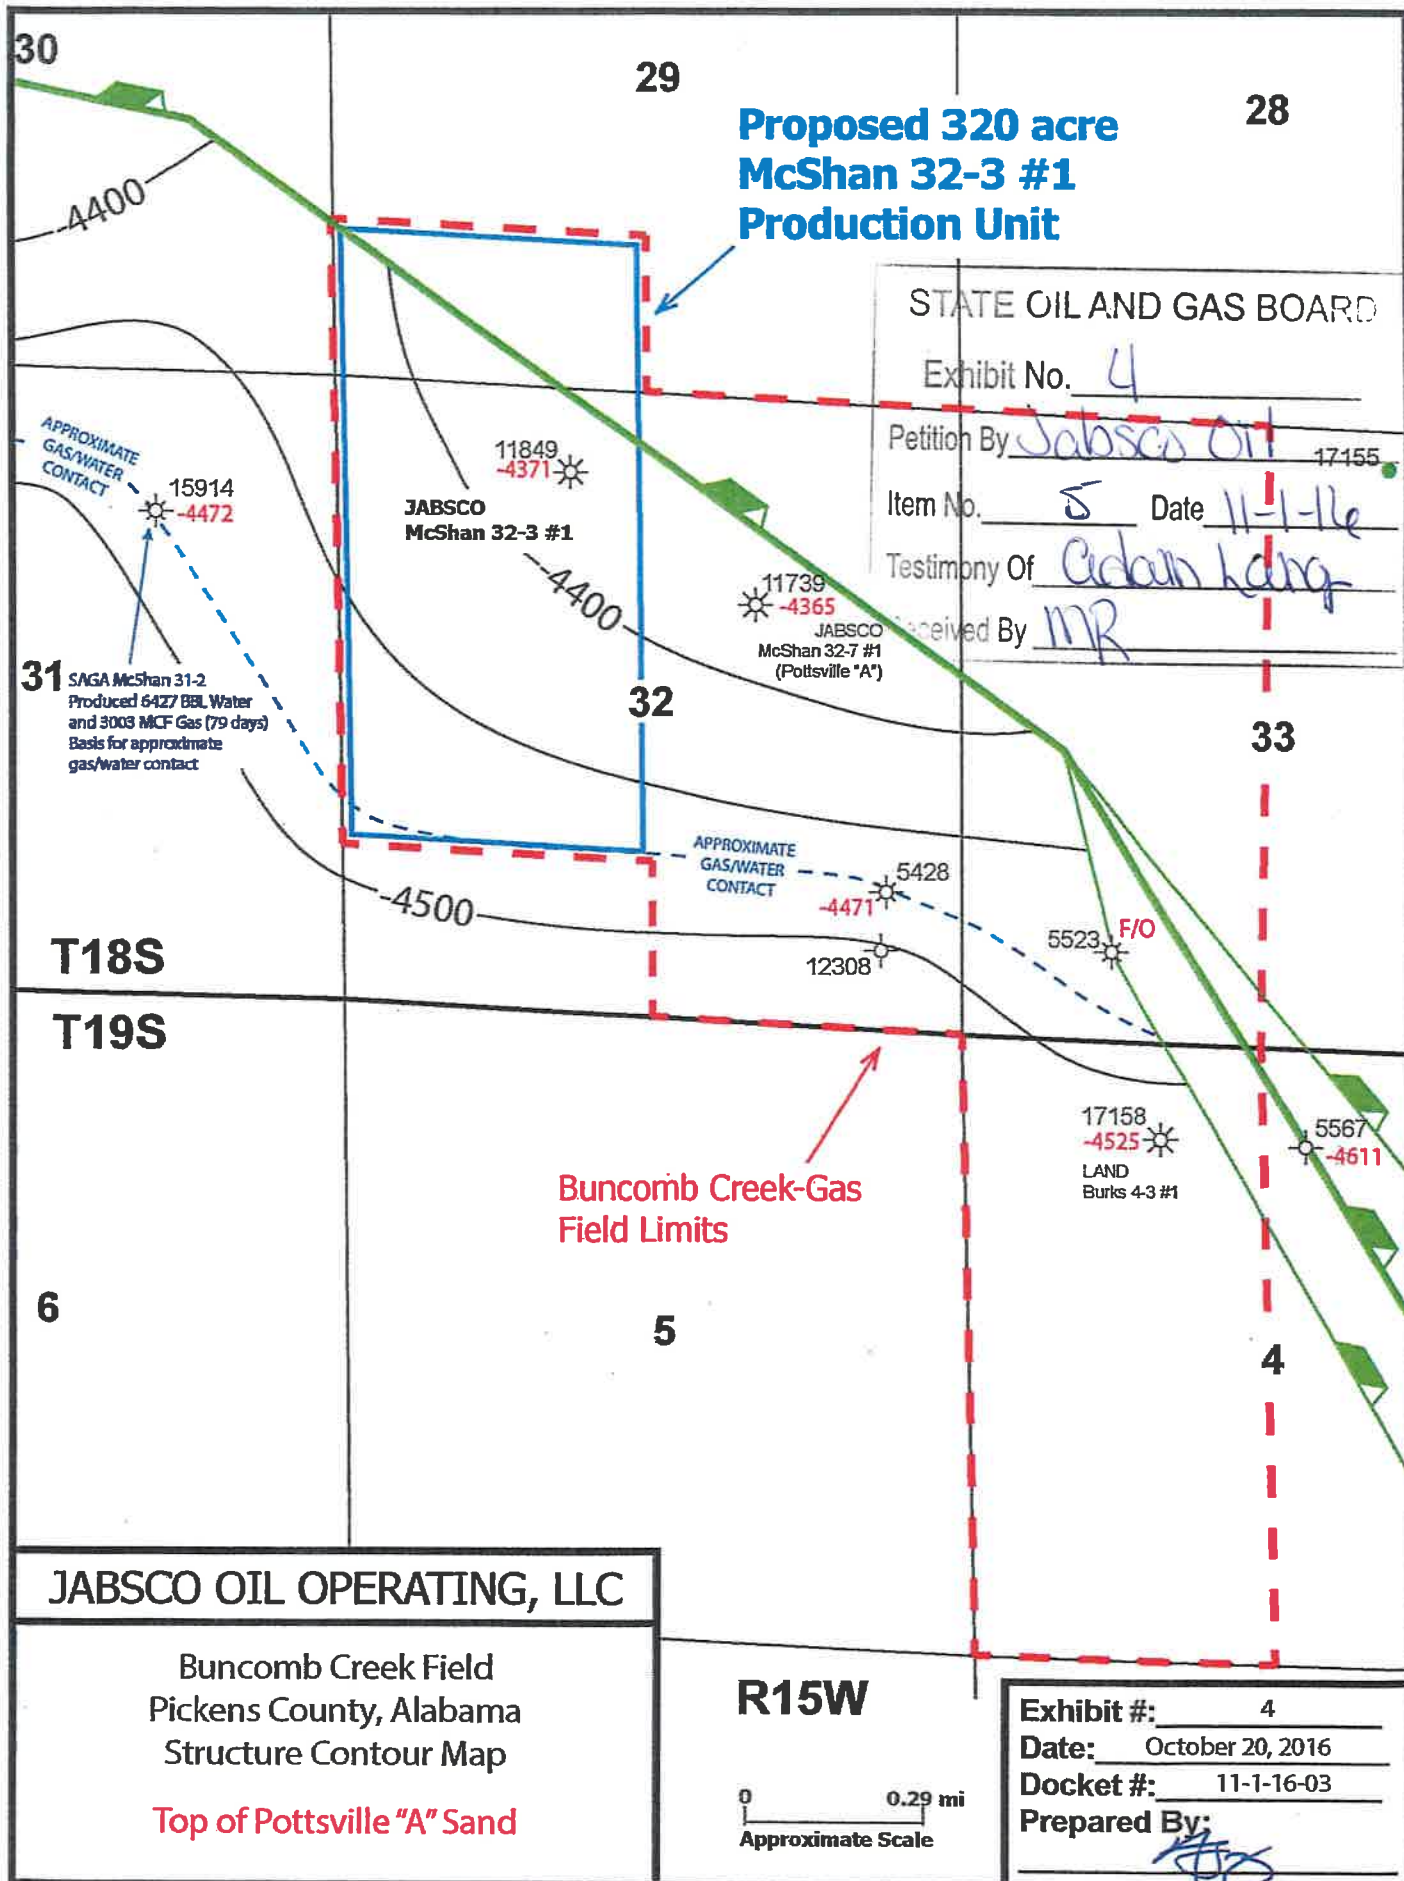 30
29
28
Proposed 320 acre
McShan 32-3 #1
Production Unit
-4400
STATE OIL AND GAS BOARD
Exhibit No. 4
Petition By Jabsco Oil
17155
Item No. 5 Date 11-1-16
Testimony Of Adam Lang
Received By MR
APPROXIMATE
GAS/WATER
CONTACT
15914
-4472
11849
-4371
JABSCO
McShan 32-3 #1
-4400
11739
-4365
JABSCO
McShan 32-7 #1
(Pottsville "A")
31
SAGA McShan 31-2
Produced 6427 BBL Water
and 3003 MCF Gas (79 days)
Basis for approximate
gas/water contact
32
33
APPROXIMATE
GAS/WATER
CONTACT
5428
-4471
-4500
12308
5523
F/O
T18S
T19S
17158
-4525
LAND
Burks 4-3 #1
5567
-4611
Buncomb Creek-Gas
Field Limits
6
5
4
JABSCO OIL OPERATING, LLC
Buncomb Creek Field
Pickens County, Alabama
Structure Contour Map
Top of Pottsville "A" Sand
R15W
0 0.29 mi
Approximate Scale
Exhibit #: 4
Date: October 20, 2016
Docket #: 11-1-16-03
Prepared By: